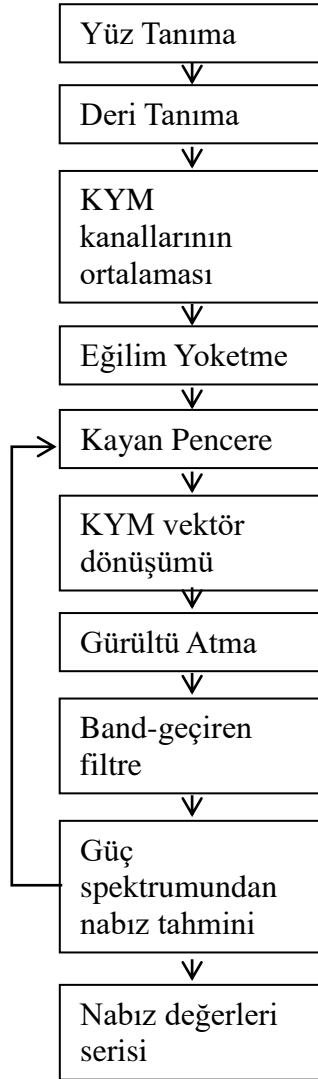 Yüz Tanıma
Deri Tanıma
KYM
kanallarının
ortalaması
Eğilim Yoketme
Kayan Pencere
KYM vektör
dönüşümü
Gürültü Atma
Band-geçiren
filtre
Güç
spektrumundan
nabız tahmini
Nabız değerleri
serisi